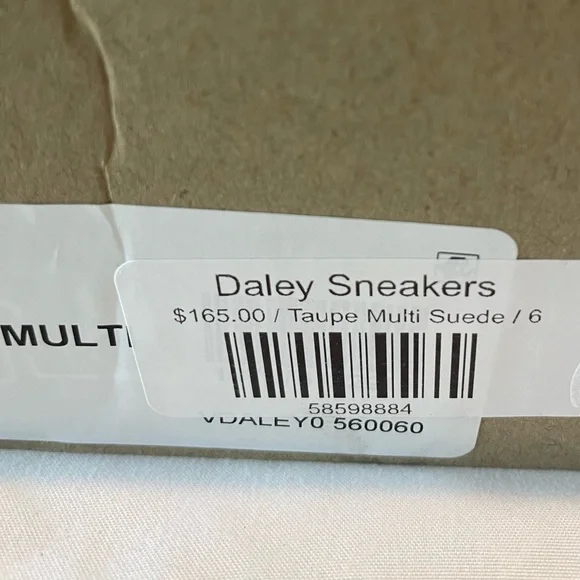 Daley Sneakers
$165.00 / Taupe Multi Suede / 6
MULTI
58598884
VDALEY0 560060